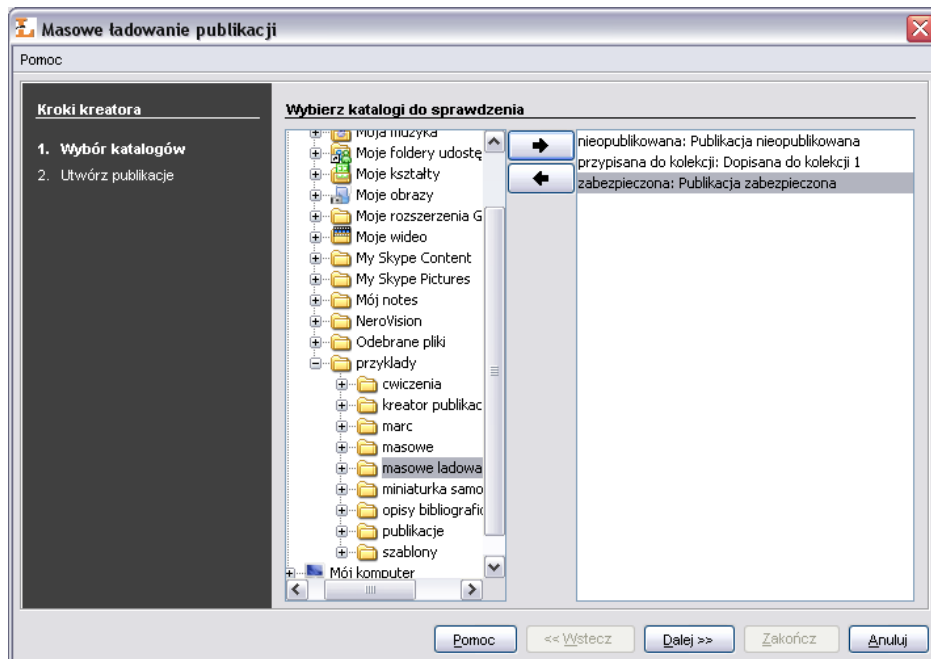 Masowe ładowanie publikacji
Pomoc
Kroki kreatora
1. Wybór katalogów
2. Utwórz publikacje
Wybierz katalogi do sprawdzenia
Moja muzyka
Moje foldery udostę
Moje kształty
Moje obrazy
Moje rozszerzenia G
Moje wideo
My Skype Content
My Skype Pictures
Mój notes
NeroVision
Odebrane pliki
przyklady
cwiczenia
kreator publikac
marc
masowe
masowe ladowa
miniaturka samo
opisy bibliografic
publikacje
szablony
Mój komputer
nieopublikowana: Publikacja nieopublikowana
przypisana do kolekcji: Dopisana do kolekcji 1
zabezpieczona: Publikacja zabezpieczona
Pomoc
<< Wstecz
Dalej >>
Zakończ
Anuluj